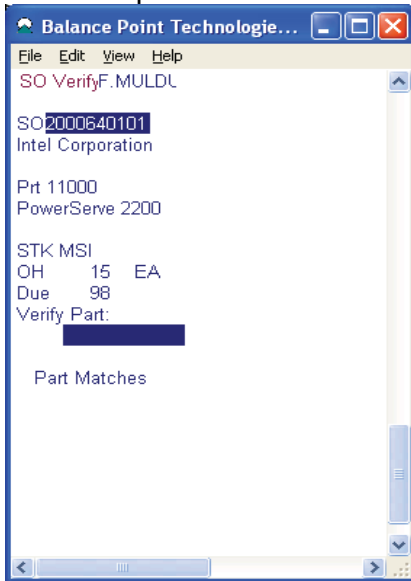 Balance Point Technologie...
File Edit View Help
SO VerifyF.MULDU
SO2000640101
Intel Corporation
Prt 11000
PowerServe 2200
STK MSI
OH 15 EA
Due 98
Verify Part:
Part Matches